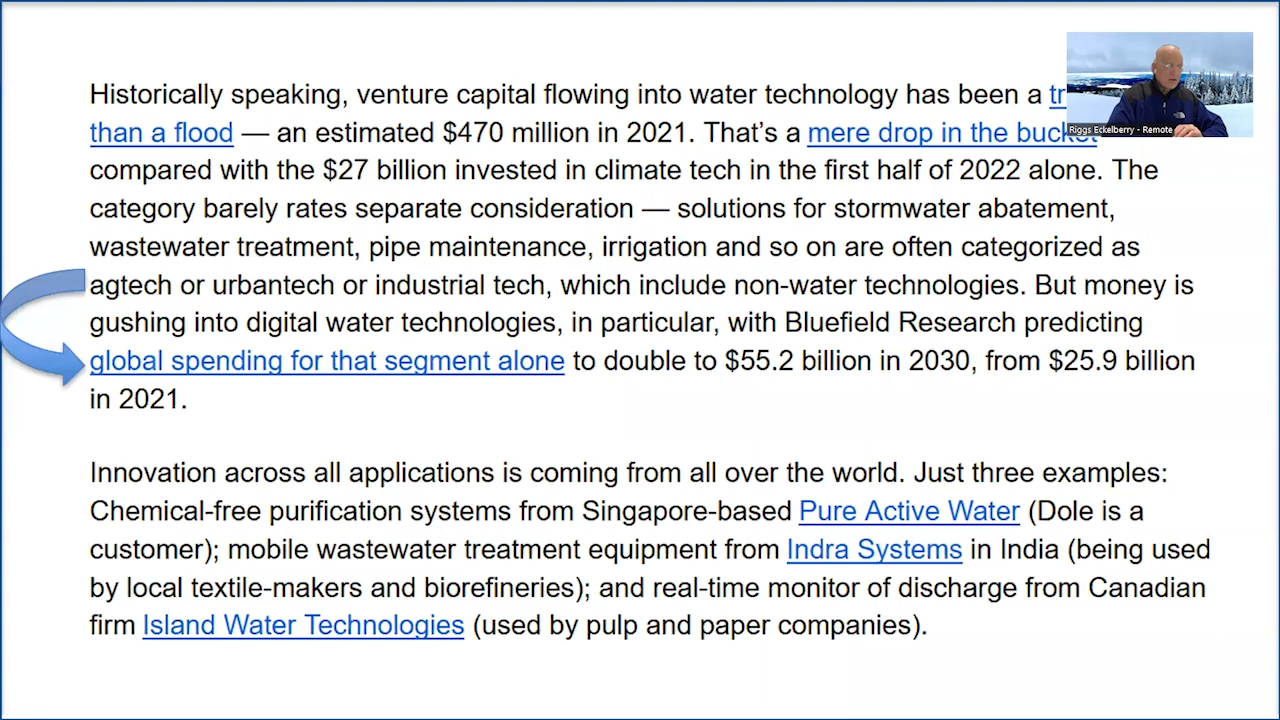 Historically speaking, venture capital flowing into water technology has been a
than a flood — an estimated $470 million in 2021. That's a mere drop in the bucket
compared with the $27 billion invested in climate tech in the first half of 2022 alone. The
category barely rates separate consideration — solutions for stormwater abatement,
wastewater treatment, pipe maintenance, irrigation and so on are often categorized as
agtech or urbantech or industrial tech, which include non-water technologies. But money is
gushing into digital water technologies, in particular, with Bluefield Research predicting
global spending for that segment alone to double to $55.2 billion in 2030, from $25.9 billion
in 2021.
Innovation across all applications is coming from all over the world. Just three examples:
Chemical-free purification systems from Singapore-based Pure Active Water (Dole is a
customer); mobile wastewater treatment equipment from Indra Systems in India (being used
by local textile-makers and biorefineries); and real-time monitor of discharge from Canadian
firm Island Water Technologies (used by pulp and paper companies).
Riggs Eckelberry - Remote